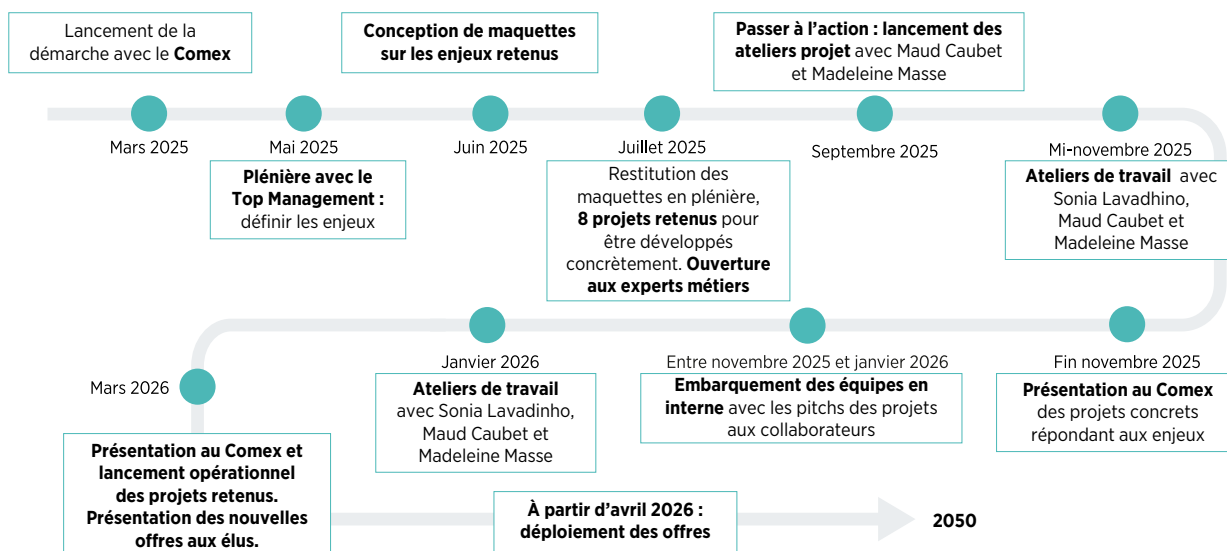 Lancement de la
démarche avec le Comex
Mars 2025
Mai 2025
Plénière avec le
Top Management :
définir les enjeux
Conception de maquettes
sur les enjeux retenus
Juin 2025
Juillet 2025
Restitution des
maquettes en plénière,
8 projets retenus pour
être développés
concrètement. Ouverture
aux experts métiers
Passer à l'action : lancement des
ateliers projet avec Maud Caubet
et Madeleine Masse
Septembre 2025
Mi-novembre 2025
Ateliers de travail avec
Sonia Lavadhino,
Maud Caubet et
Madeleine Masse
Fin novembre 2025
Présentation au Comex
des projets concrets
répondant aux enjeux
Entre novembre 2025 et janvier 2026
Embarquement des équipes en
interne avec les pitchs des projets
aux collaborateurs
Janvier 2026
Ateliers de travail
avec Sonia Lavadinho,
Maud Caubet et
Madeleine Masse
Mars 2026
Présentation au Comex et
lancement opérationnel
des projets retenus.
Présentation des nouvelles
offres aux élus.
À partir d'avril 2026 :
déploiement des offres
2050